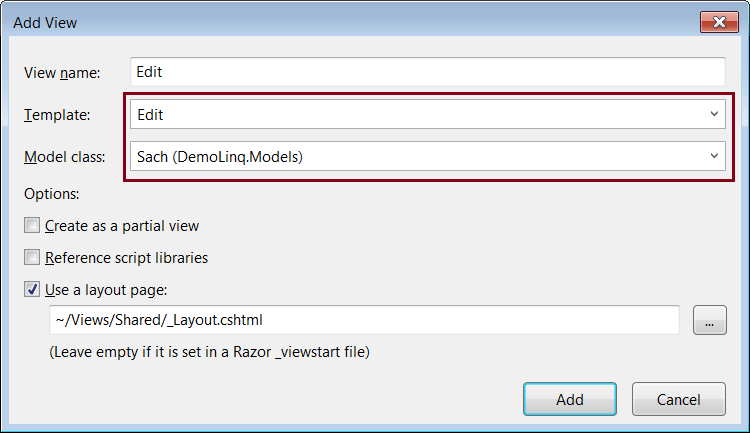 Add View
View name: Edit
Template: Edit
Model class: Sach (DemoLinq.Models)
Options:
Create as a partial view
Reference script libraries
Use a layout page:
~/Views/Shared/_Layout.cshtml ...
(Leave empty if it is set in a Razor _viewstart file)
Add Cancel